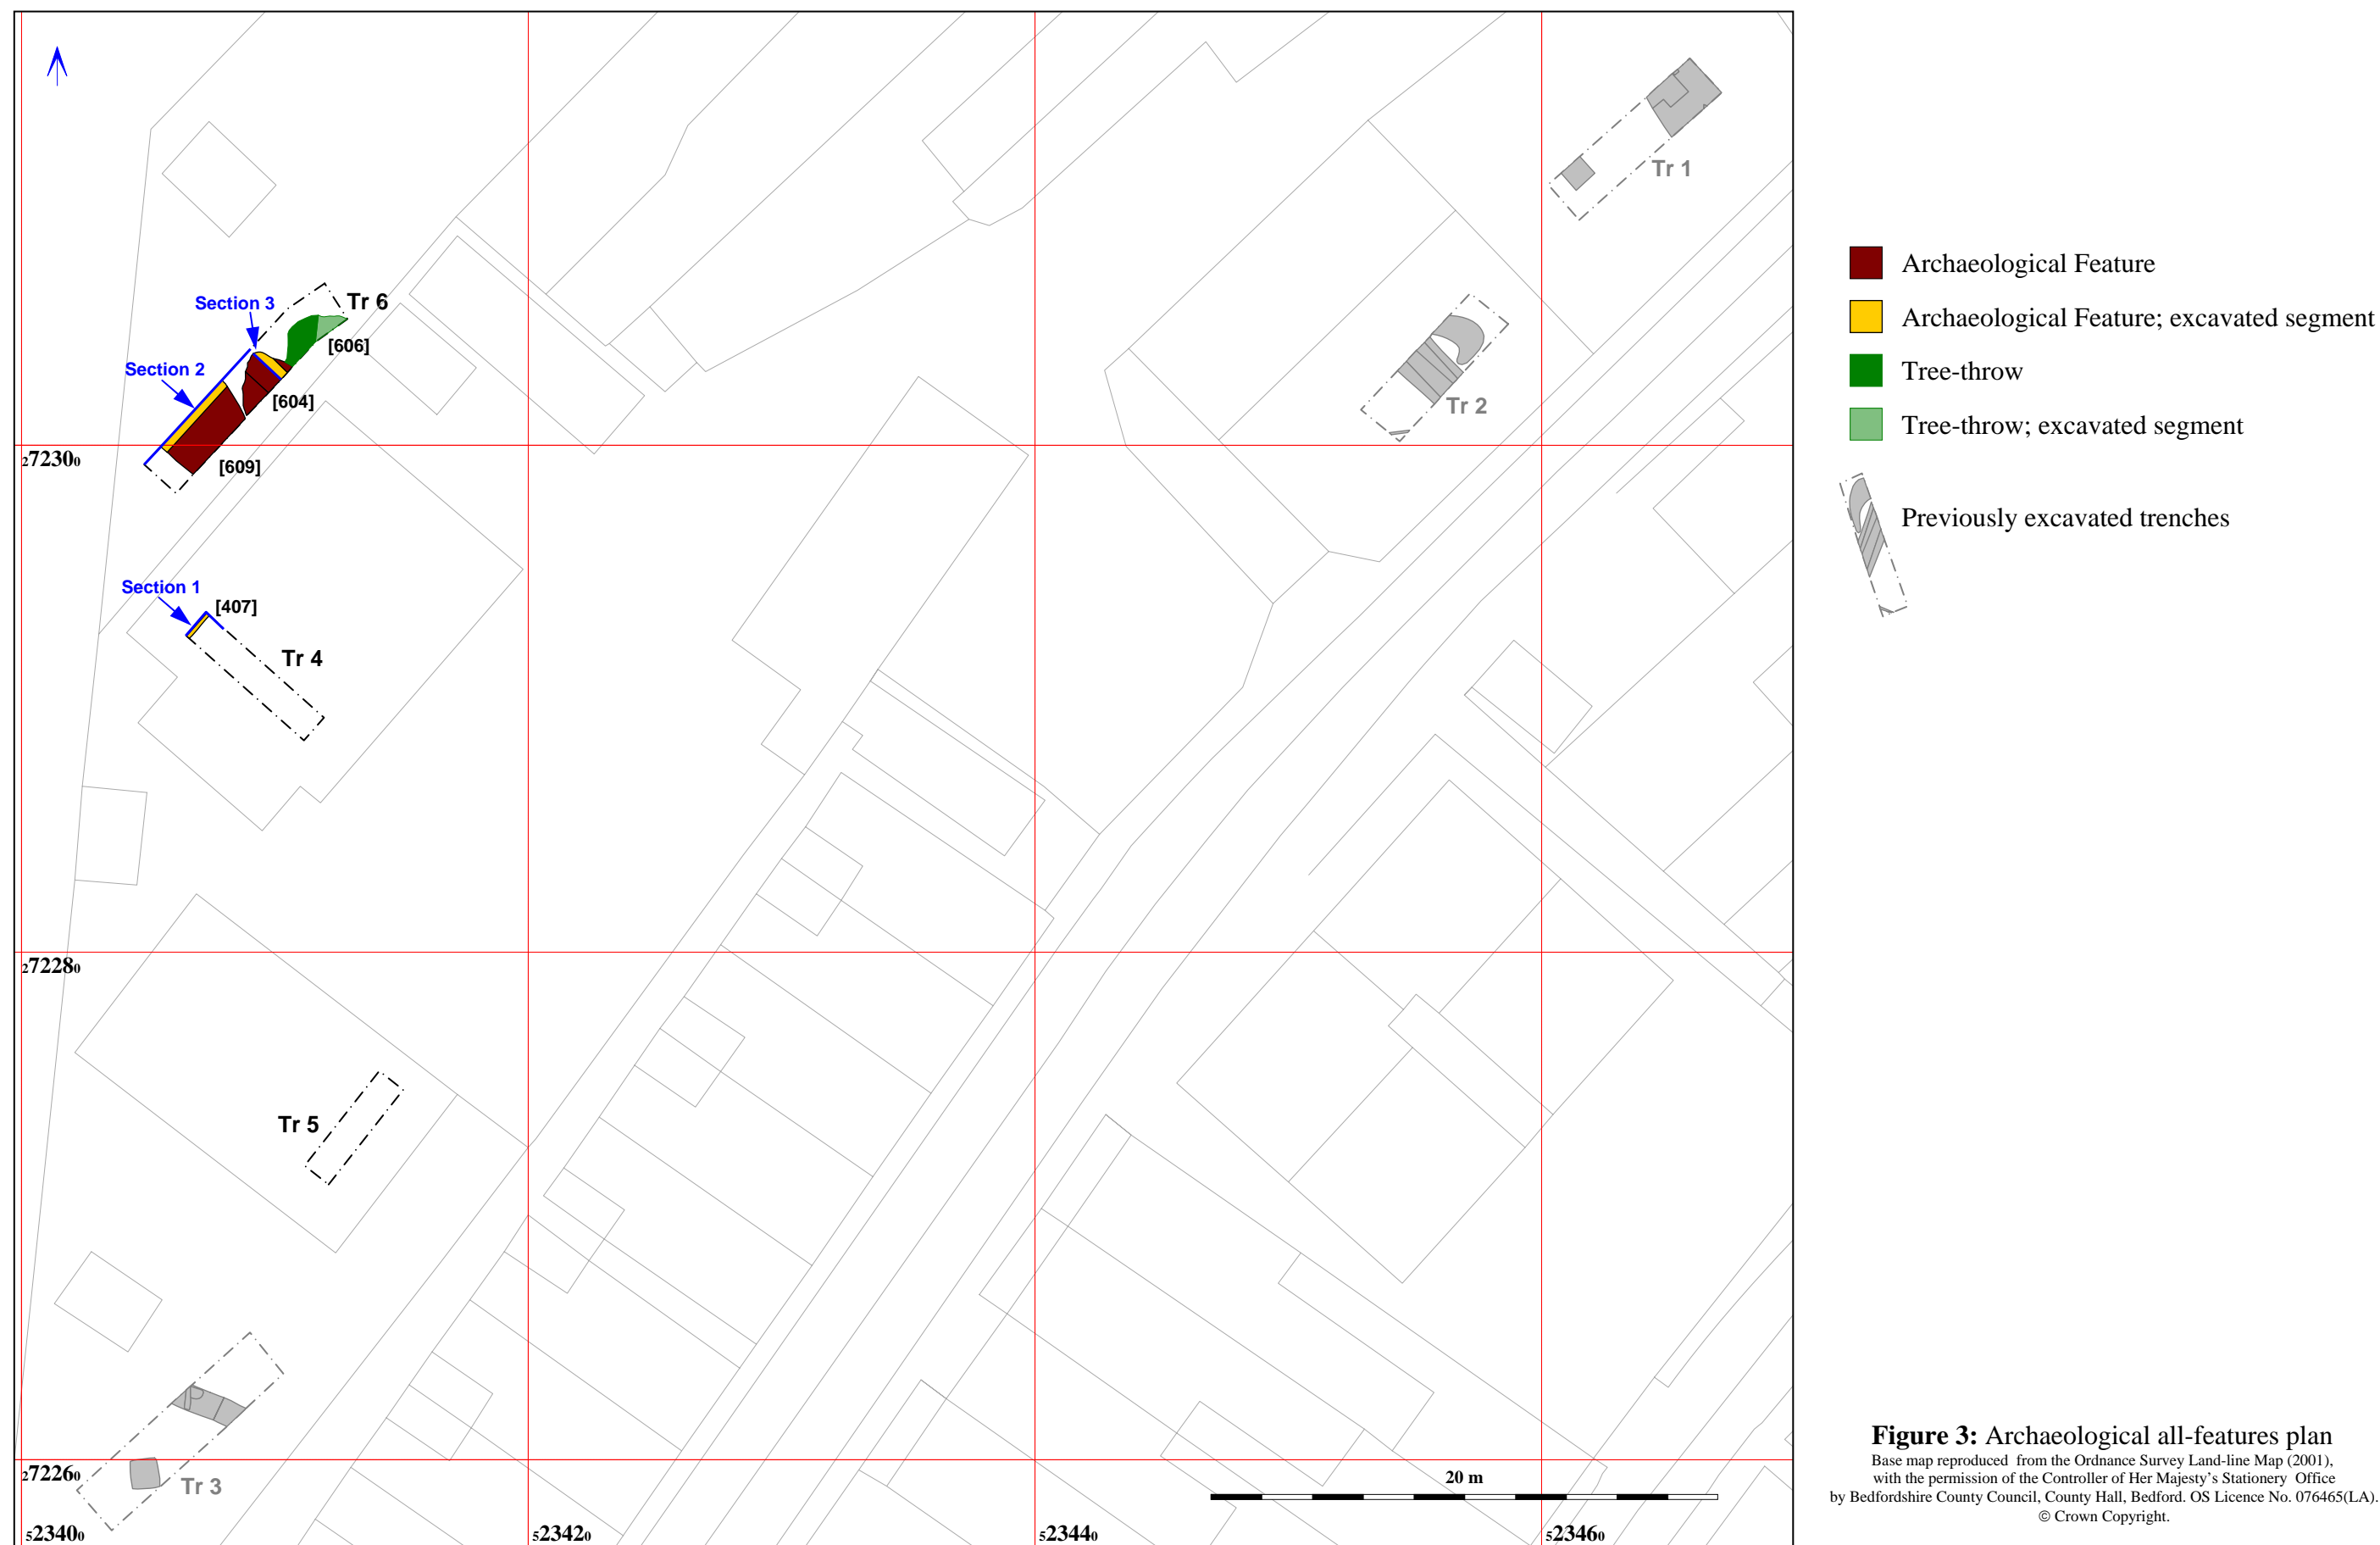 Tr 1
Tr 2
Section 3
Tr 6
[606]
Section 2
[604]
[609]
272300
Section 1
[407]
Tr 4
272280
Tr 5
272260
Tr 3
523400
523420
523440
523460
20 m
Archaeological Feature
Archaeological Feature; excavated segment
Tree-throw
Tree-throw; excavated segment
Previously excavated trenches
Figure 3: Archaeological all-features plan
Base map reproduced from the Ordnance Survey Land-line Map (2001),
with the permission of the Controller of Her Majesty's Stationery Office
by Bedfordshire County Council, County Hall, Bedford. OS Licence No. 076465(LA).
© Crown Copyright.